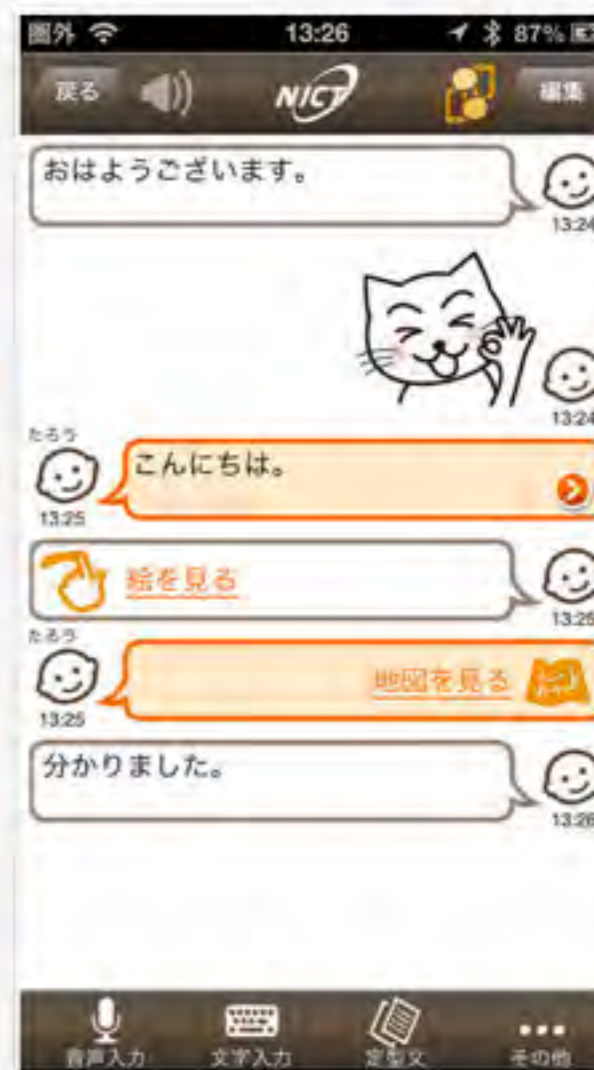 圏外 13:26 87%
戻る NICT 編集
おはようございます。
13:24
13:24
たろう
こんにちは。
13:25
絵を見る
13:25
たろう
地図を見る
13:25
分かりました。
13:26
音声入力 文字入力 定型文 その他